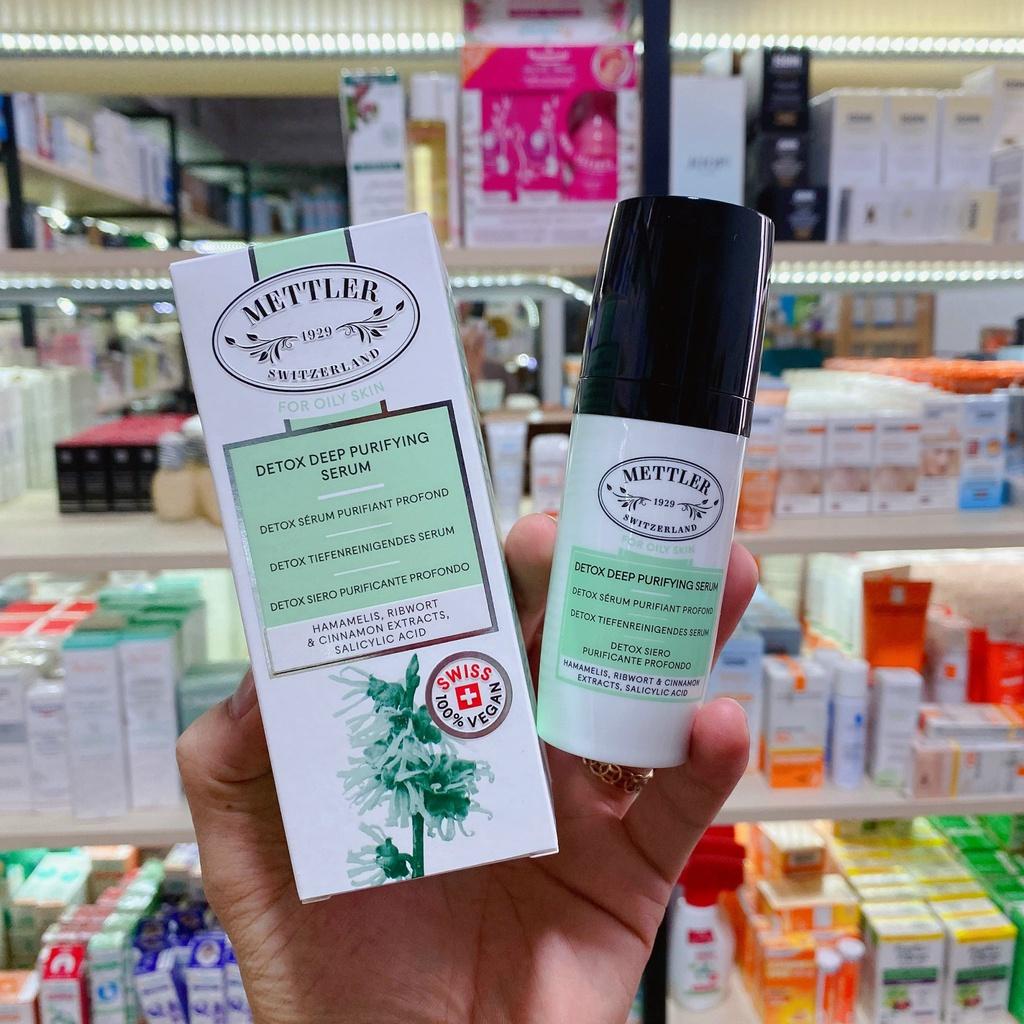 METTLER
1929
SWITZERLAND
FOR OILY SKIN
DETOX DEEP PURIFYING
SERUM
DETOX SÉRUM PURIFIANT PROFOND
DETOX TIEFENREINIGENDES SERUM
DETOX SIERO PURIFICANTE PROFONDO
HAMAMELIS, RIBWORT
& CINNAMON EXTRACTS,
SALICYLIC ACID
SWISS
100% VEGAN
METTLER
1929
SWITZERLAND
FOR OILY SKIN
DETOX DEEP PURIFYING SERUM
DETOX SÉRUM PURIFIANT PROFOND
DETOX TIEFENREINIGENDES SERUM
DETOX SIERO
PURIFICANTE PROFONDO
HAMAMELIS, RIBWORT & CINNAMON
EXTRACTS, SALICYLIC ACID